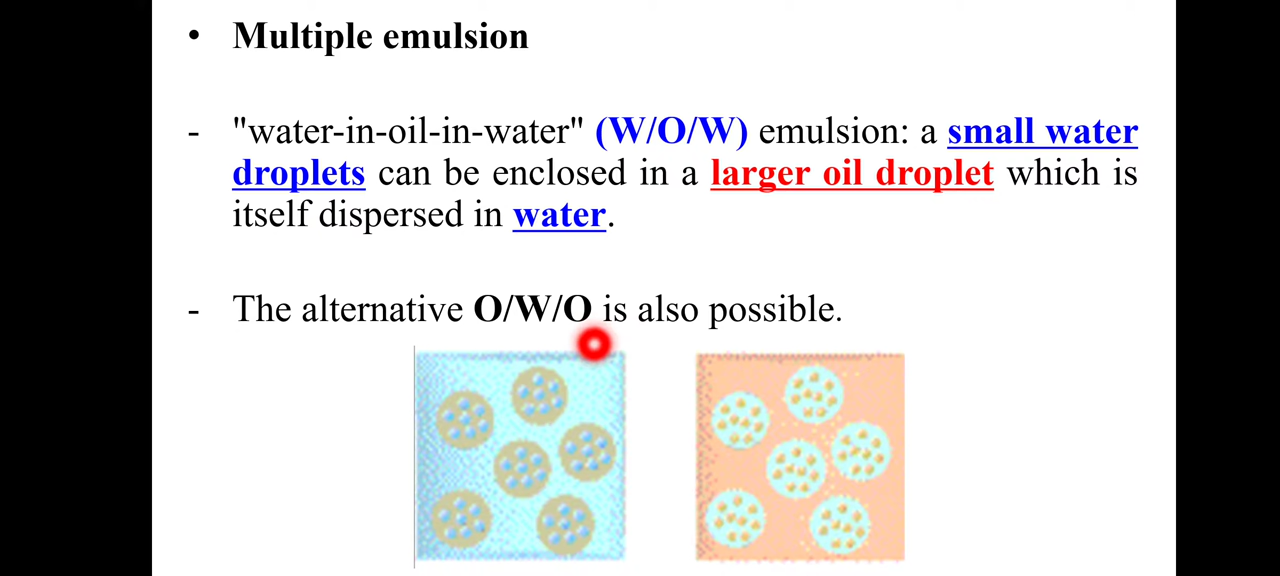 • Multiple emulsion
- "water-in-oil-in-water" (W/O/W) emulsion: a small water
droplets can be enclosed in a larger oil droplet which is
itself dispersed in water.
- The alternative O/W/O is also possible.